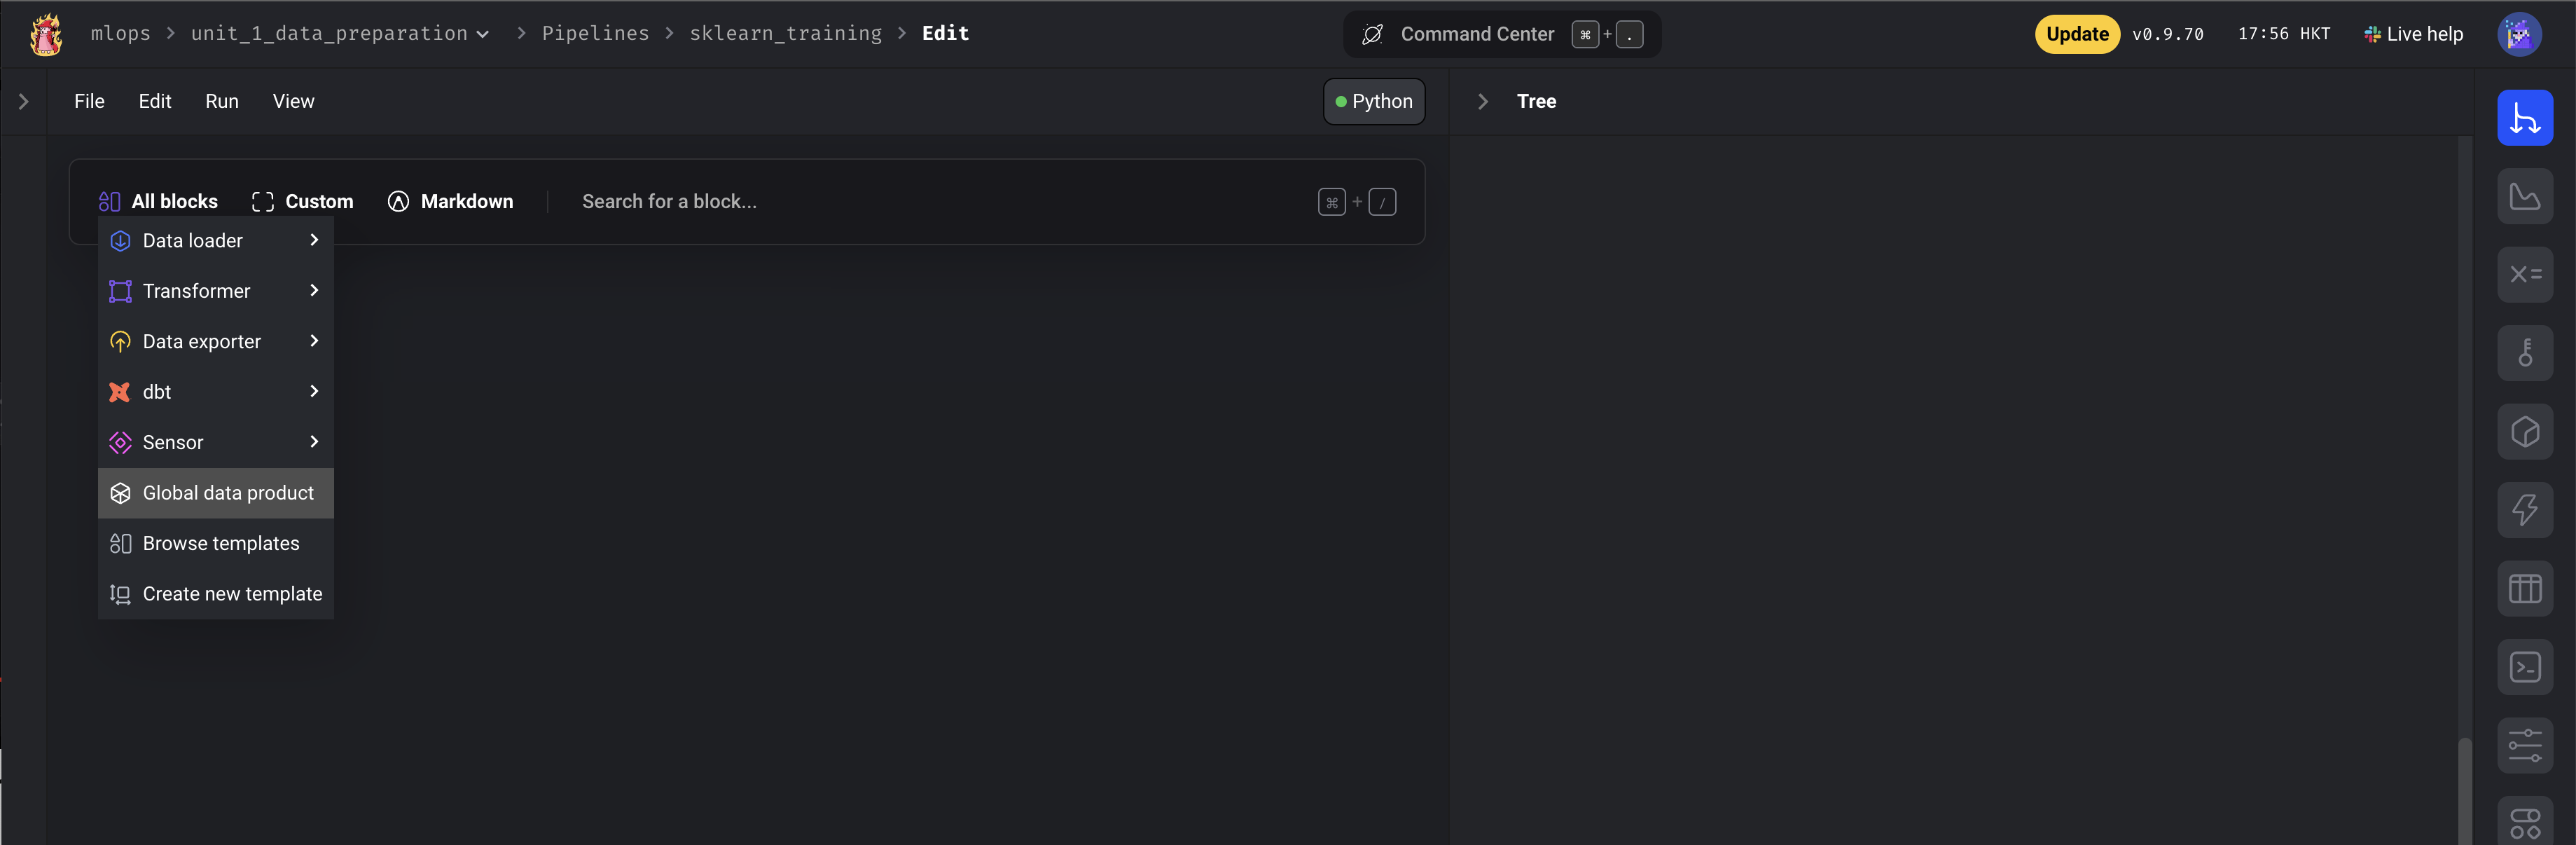 mlops > unit_1_data_preparation > Pipelines > sklearn_training > Edit
Command Center ⌘ + .
Update v0.9.70 17:56 HKT Live help
File Edit Run View
Python
Tree
All blocks Custom Markdown Search for a block... ⌘ + /
Data loader
Transformer
Data exporter
dbt
Sensor
Global data product
Browse templates
Create new template